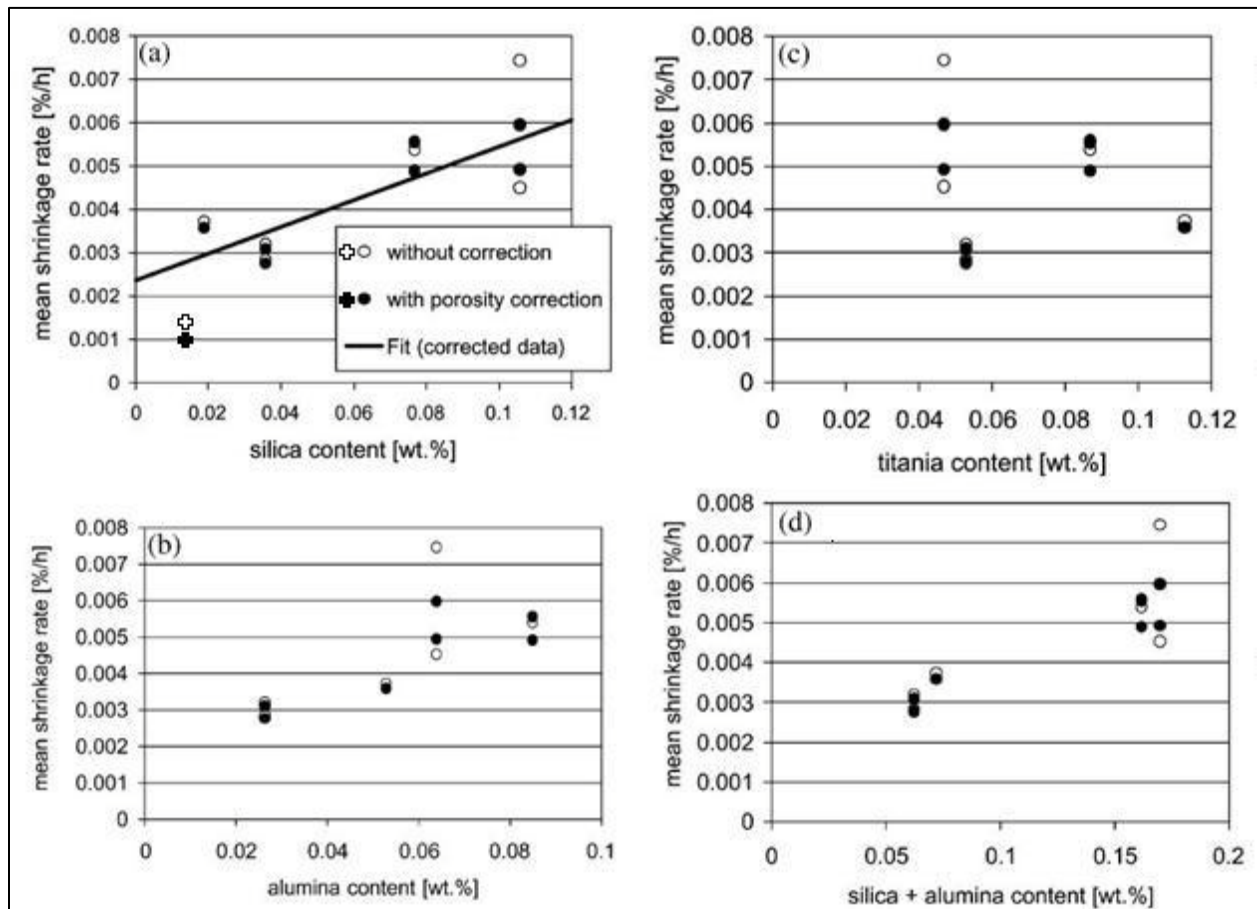 (a)
mean shrinkage rate [%/h]
0.008
0.007
0.006
0.005
0.004
0.003
0.002
0.001
0
0 0.02 0.04 0.06 0.08 0.1 0.12
silica content [wt.%]
without correction
with porosity correction
Fit (corrected data)
(c)
mean shrinkage rate [%/h]
0.008
0.007
0.006
0.005
0.004
0.003
0.002
0.001
0
0 0.02 0.04 0.06 0.08 0.1 0.12
titania content [wt.%]
(b)
mean shrinkage rate [%/h]
0.008
0.007
0.006
0.005
0.004
0.003
0.002
0.001
0
0 0.02 0.04 0.06 0.08 0.1
alumina content [wt.%]
(d)
mean shrinkage rate [%/h]
0.008
0.007
0.006
0.005
0.004
0.003
0.002
0.001
0
0 0.05 0.1 0.15 0.2
silica + alumina content [wt.%]